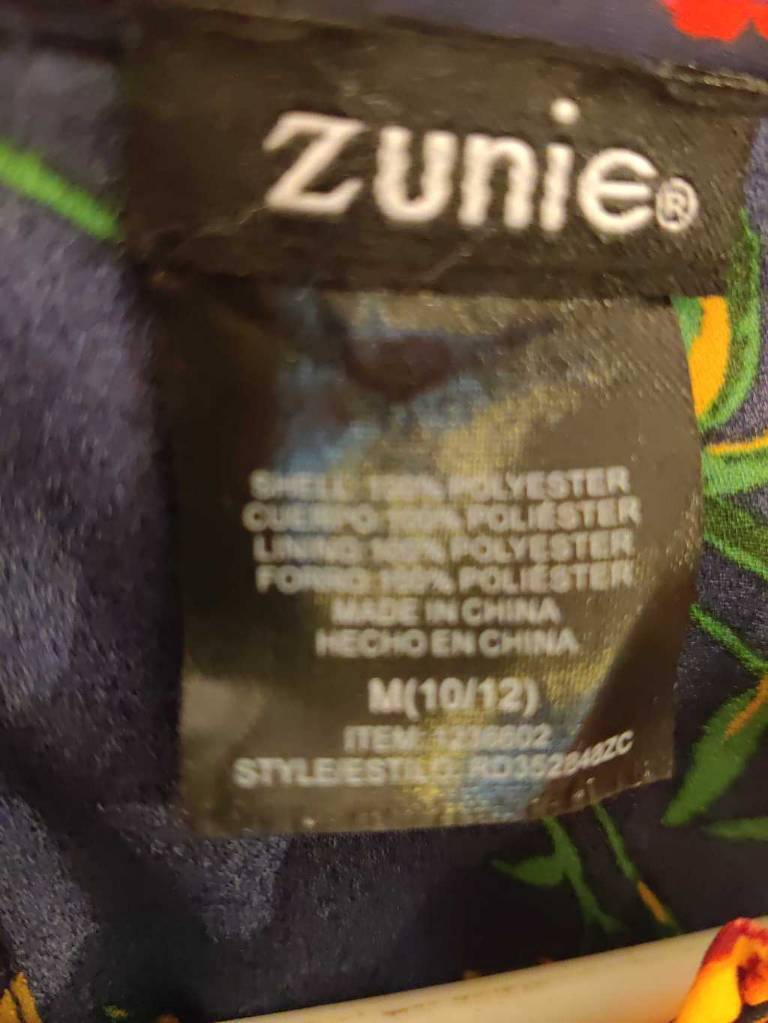 zunie®
SHELL 100% POLYESTER
CUERPO 100% POLIÉSTER
LINING 100% POLYESTER
FORRO 100% POLIÉSTER
MADE IN CHINA
HECHO EN CHINA
M(10/12)
ITEM
STYLE/ESTILO